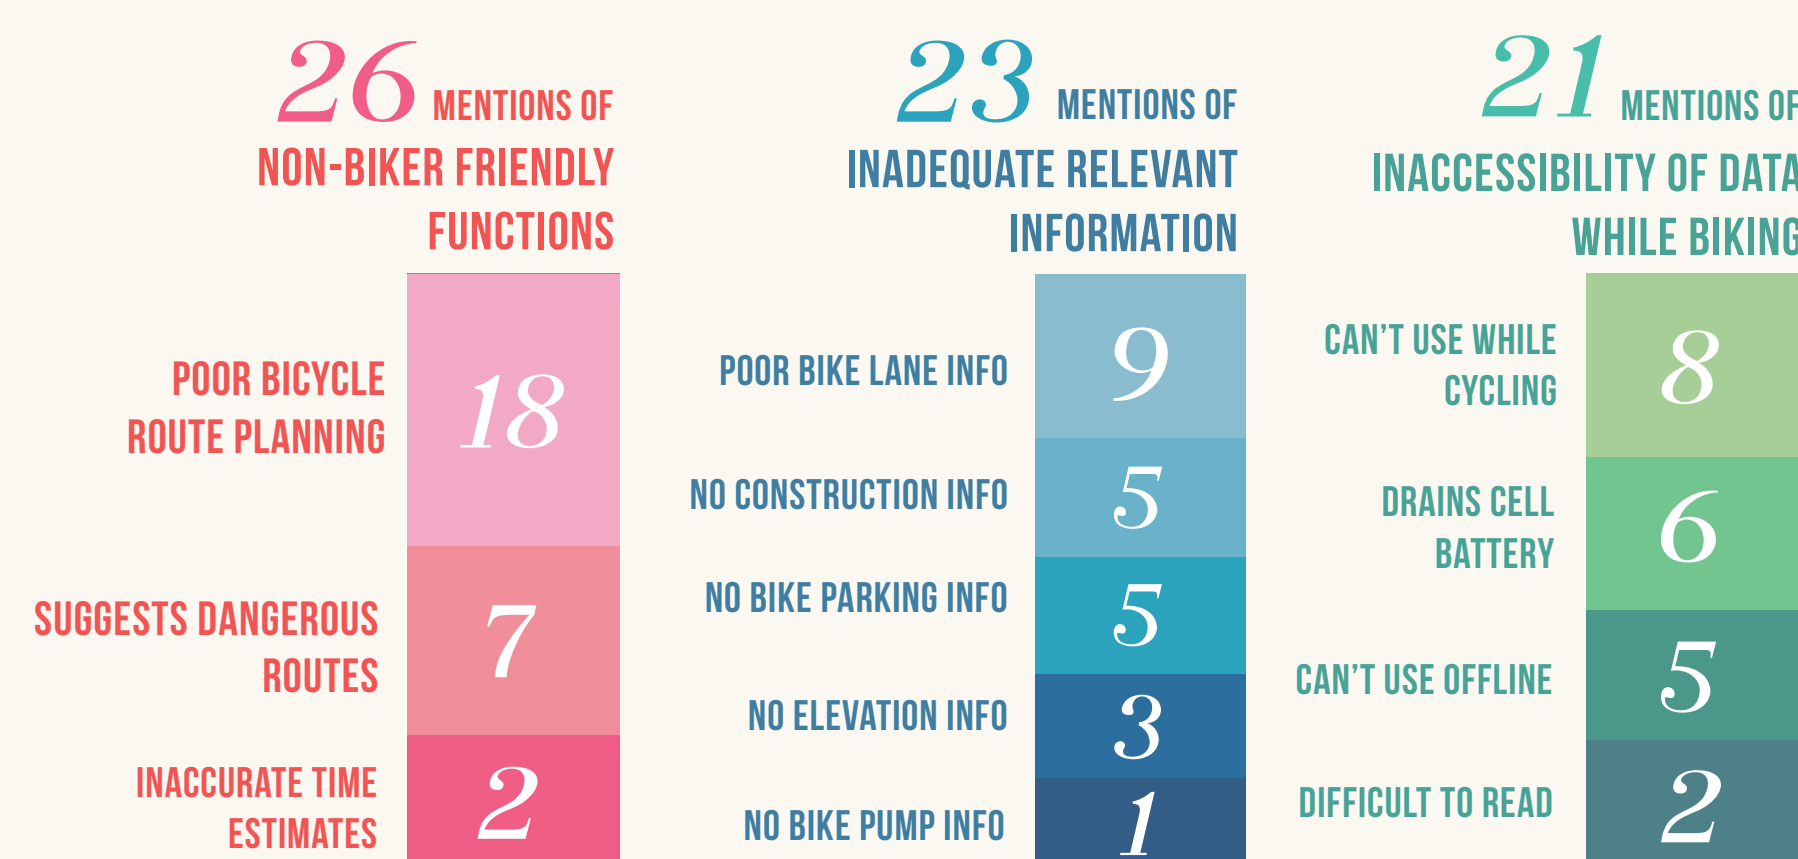 26 MENTIONS OF
NON-BIKER FRIENDLY
FUNCTIONS
POOR BICYCLE
ROUTE PLANNING
18
SUGGESTS DANGEROUS
ROUTES
7
INACCURATE TIME
ESTIMATES
2
23 MENTIONS OF
INADEQUATE RELEVANT
INFORMATION
POOR BIKE LANE INFO
9
NO CONSTRUCTION INFO
5
NO BIKE PARKING INFO
5
NO ELEVATION INFO
3
NO BIKE PUMP INFO
1
21 MENTIONS OF
INACCESSIBILITY OF DATA
WHILE BIKING
CAN'T USE WHILE
CYCLING
8
DRAINS CELL
BATTERY
6
CAN'T USE OFFLINE
5
DIFFICULT TO READ
2